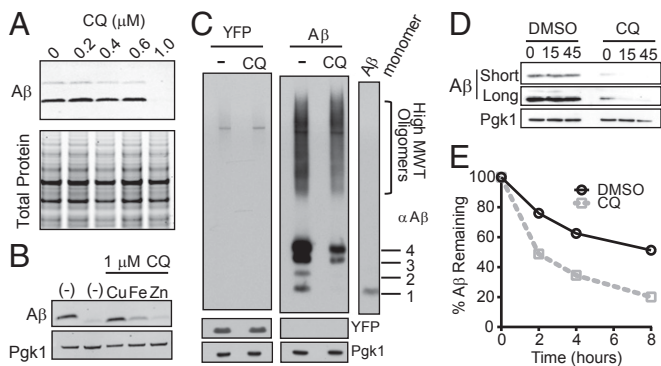 A
CQ (μM)
0 0.2 0.4 0.6 1.0
Aβ
Total Protein
B
1 μM CQ
(-) (-) Cu Fe Zn
Aβ
Pgk1
C
YFP Aβ
– CQ – CQ
Aβ monomer
High MWT Oligomers
αAβ
4
3
2
1
YFP
Pgk1
D
DMSO CQ
0 15 45 0 15 45
Aβ
Short
Long
Pgk1
E
100
80
60
40
20
0
% Aβ Remaining
DMSO
CQ
0 2 4 6 8
Time (hours)